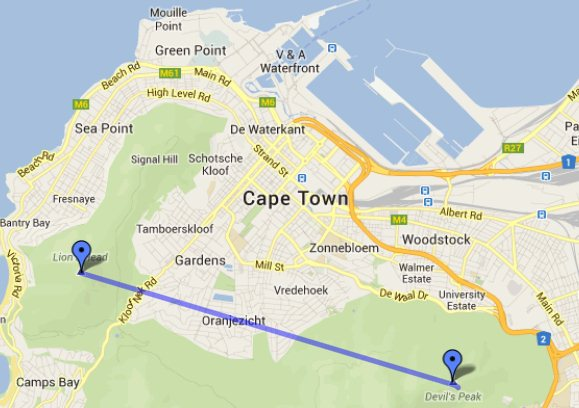 Mouille
Point
Green Point
V & A
Waterfront
Beach Rd
M61
Main Rd
M6
High Level Rd
M6
Sea Point
De Waterkant
Signal Hill
Schotsche
Kloof
Strand St
R27
1
Beach Rd
Fresnaye
Cape Town
Bantry Bay
Tamboerskloof
M4
Albert Rd
Woodstock
Zonnebloem
Victoria Rd
Gardens
Mill St
Walmer
Estate
Vredehoek
De Waal Dr
University
Estate
Main Rd
Kloof Nek Rd
Oranjezicht
2
Camps Bay
Devil's Peak